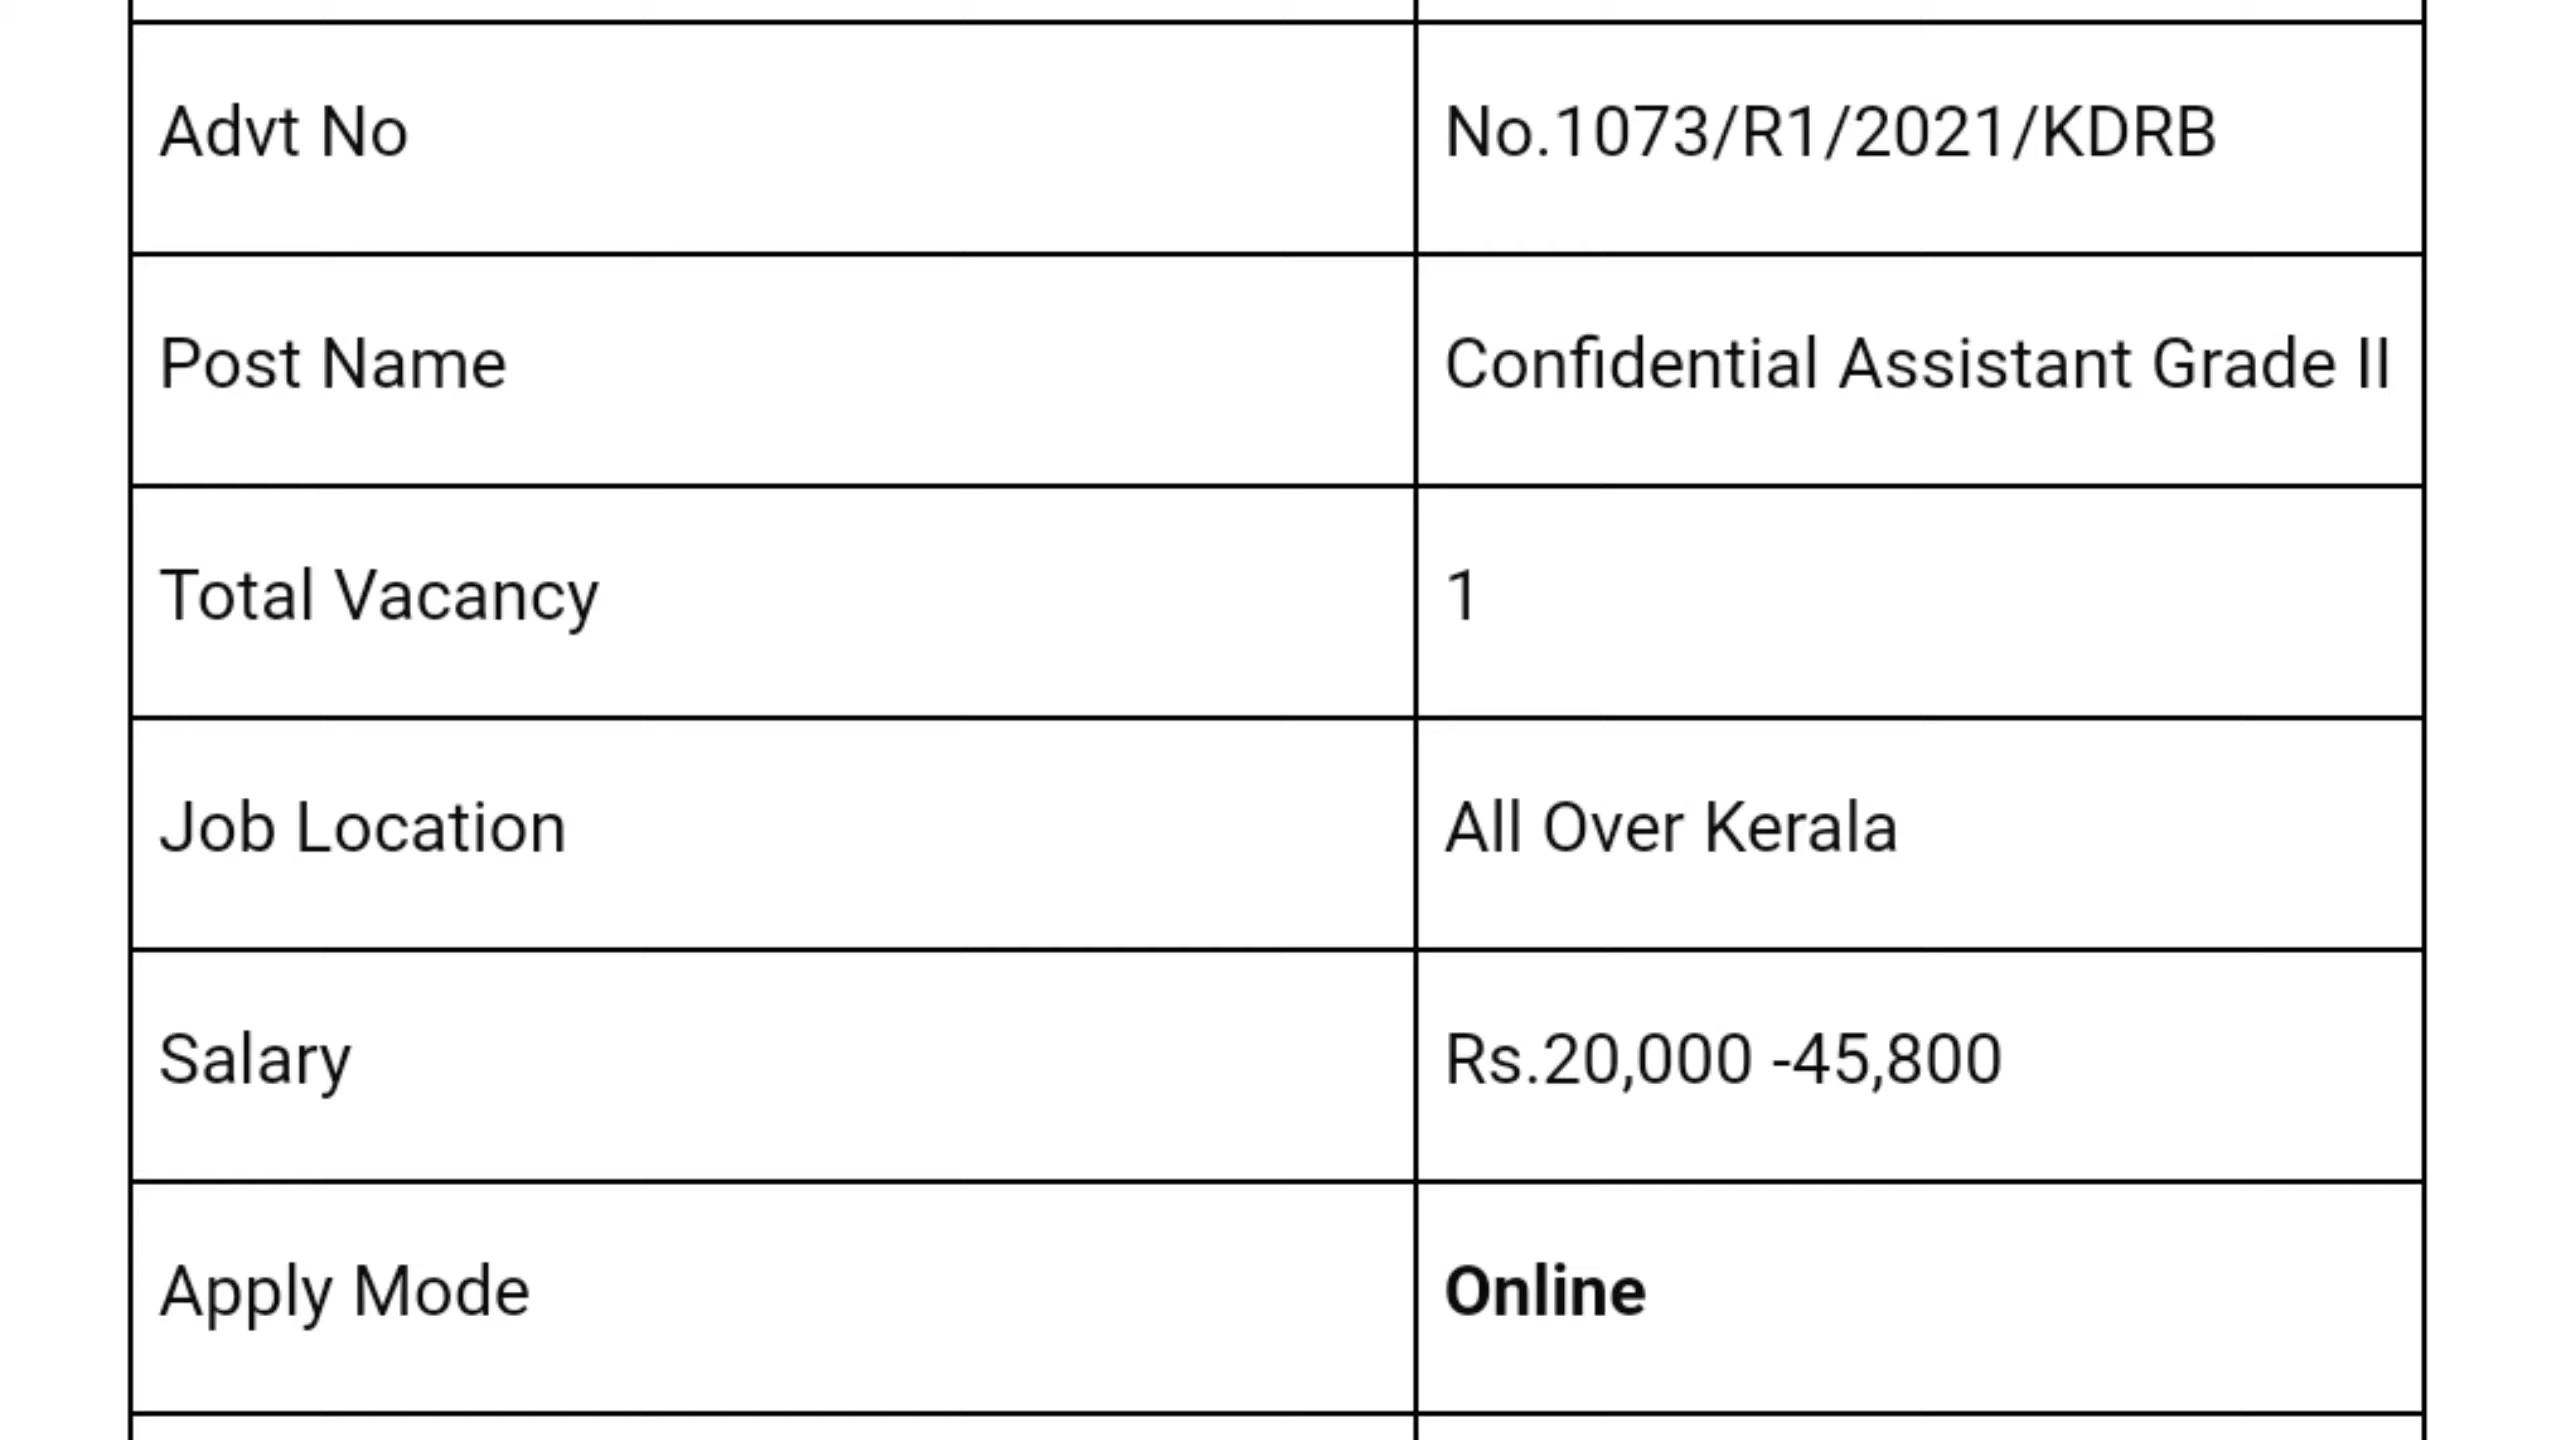 Advt No
No.1073/R1/2021/KDRB
Post Name
Confidential Assistant Grade II
Total Vacancy
1
Job Location
All Over Kerala
Salary
Rs.20,000 -45,800
Apply Mode
Online